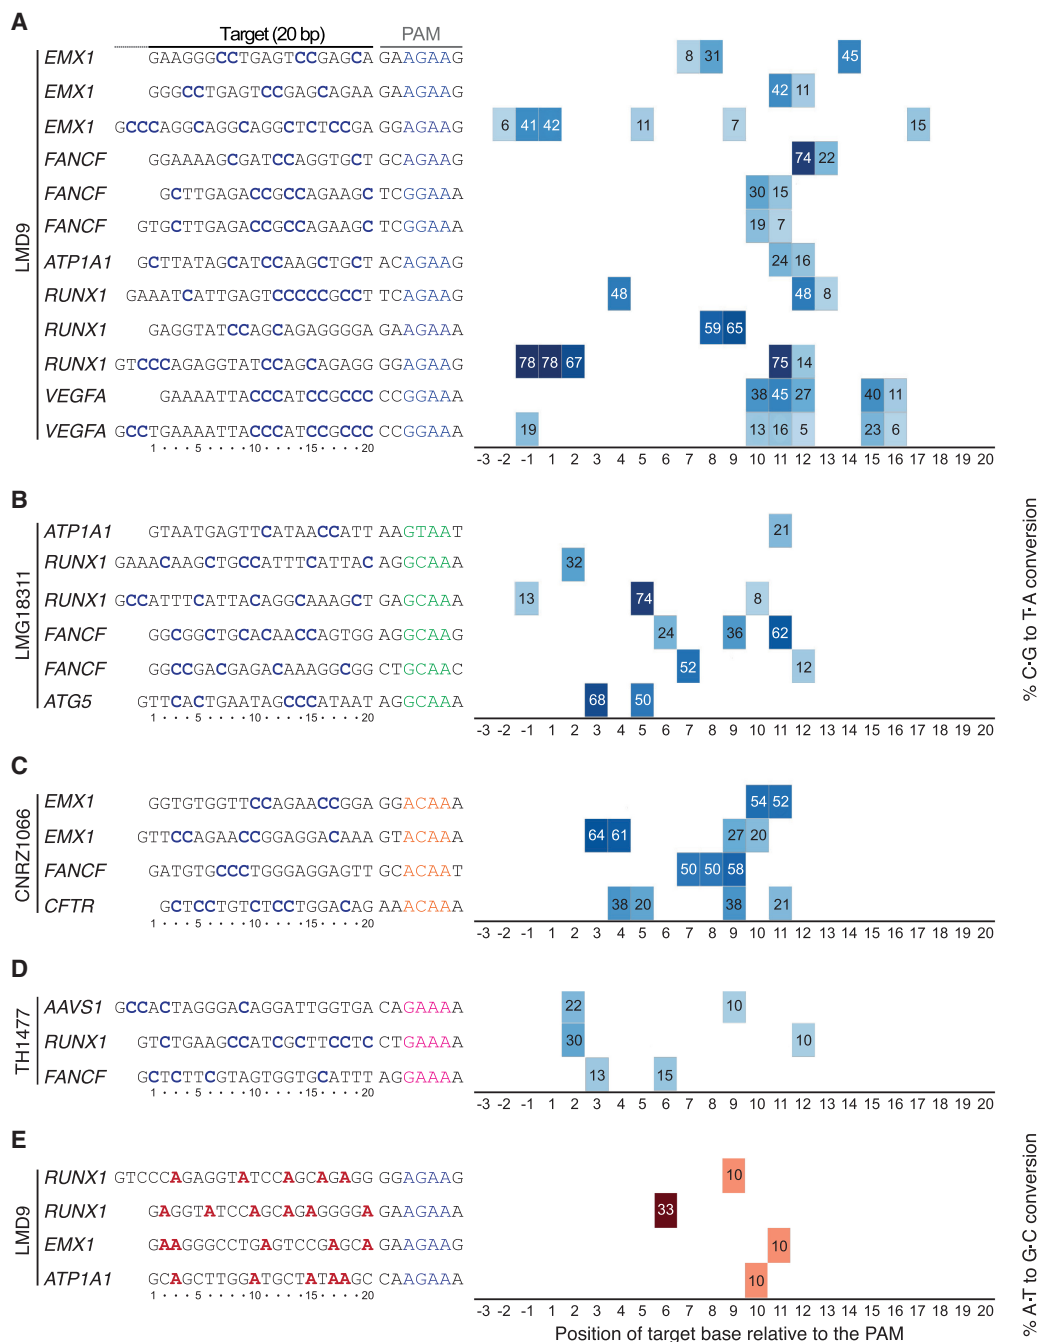 A
Target (20 bp) PAM
LMD9
EMX1 GAAGGGCCTGAGTCCGAGCA GAAGAAG 8 31 45
EMX1 GGGCCTGAGTCCGAGCAGAA GAAGAAG 42 11
EMX1 GCCCAGGCAGGCAGGCTCTCCGA GGAGAAG 6 41 42 11 7 15
FANCF GGAAAAGCGATCCAGGTGCT GCAGAAG 74 22
FANCF GCTTGAGACCGCCAGAAGC TCGGAAA 30 15
FANCF GTGCTTGAGACCGCCAGAAGC TCGGAAA 19 7
ATP1A1 GCTTATAGCATCCAAGCTGCT ACAGAAG 24 16
RUNX1 GAAATCATTGAGTCCCCCGCCT TCAGAAG 48 48 8
RUNX1 GAGGTATCCAGCAGAGGGGA GAAGAAA 59 65
RUNX1 GTCCCAGAGGTATCCAGCAGAGG GGAGAAG 78 78 67 75 14
VEGFA GAAAATTACCCATCCGCCC CCGGAAA 38 45 27 40 11
VEGFA GCCTGAAAATTACCCATCCGCCC CCGGAAA 19 13 16 5 23 6
1 · · · 5 · · · · 10 · · · · 15 · · · · 20
-3 -2 -1 1 2 3 4 5 6 7 8 9 10 11 12 13 14 15 16 17 18 19 20
B
LMG18311
ATP1A1 GTAATGAGTTCATAACCATT AAGTAAT 21
RUNX1 GAAACAAGCTGCCATTTCATTAC AGGCAAA 32
RUNX1 GCCATTTCATTACAGGCAAAGCT GAGCAAA 13 74 8
FANCF GGCGGCTGCACAACCAGTGG AGGCAAG 24 36 62
FANCF GGCCGACGAGACAAAGGCGG CTGCAAC 52 12
ATG5 GTTCACTGAATAGCCCATAAT AGGCAAA 68 50
1 · · · 5 · · · · 10 · · · · 15 · · · · 20
-3 -2 -1 1 2 3 4 5 6 7 8 9 10 11 12 13 14 15 16 17 18 19 20
% C·G to T·A conversion
C
CNRZ1066
EMX1 GGTGTGGTTCCAGAACCGGA GGACAAA 54 52
EMX1 GTTCCAGAACCGGAGGACAAA GTACAAA 64 61 27 20
FANCF GATGTGCCCTGGGAGGAGTT GCACAAT 50 50 58
CFTR GCTCCTGTCTCCTGGACAG AAACAAA 38 20 38 21
1 · · · 5 · · · · 10 · · · · 15 · · · · 20
-3 -2 -1 1 2 3 4 5 6 7 8 9 10 11 12 13 14 15 16 17 18 19 20
D
TH1477
AAVS1 GCCACTAGGGACAGGATTGGTGA CAGAAAA 22 10
RUNX1 GTCTGAAGCCATCGCTTCCTC CTGAAAA 30 10
FANCF GCTCTTCGTAGTGGTGCATTT AGGAAAA 13 15
1 · · · 5 · · · · 10 · · · · 15 · · · · 20
-3 -2 -1 1 2 3 4 5 6 7 8 9 10 11 12 13 14 15 16 17 18 19 20
E
LMD9
RUNX1 GTCCCAGAGGTATCCAGCAGAGG GGAGAAG 10
RUNX1 GAGGTATCCAGCAGAGGGGA GAAGAAA 33
EMX1 GAAGGGCCTGAGTCCGAGCA GAAGAAG 10
ATP1A1 GCAGCTTGGATGCTATAAGC CAAGAAA 10
1 · · · 5 · · · · 10 · · · · 15 · · · · 20
-3 -2 -1 1 2 3 4 5 6 7 8 9 10 11 12 13 14 15 16 17 18 19 20
Position of target base relative to the PAM
% A·T to G·C conversion